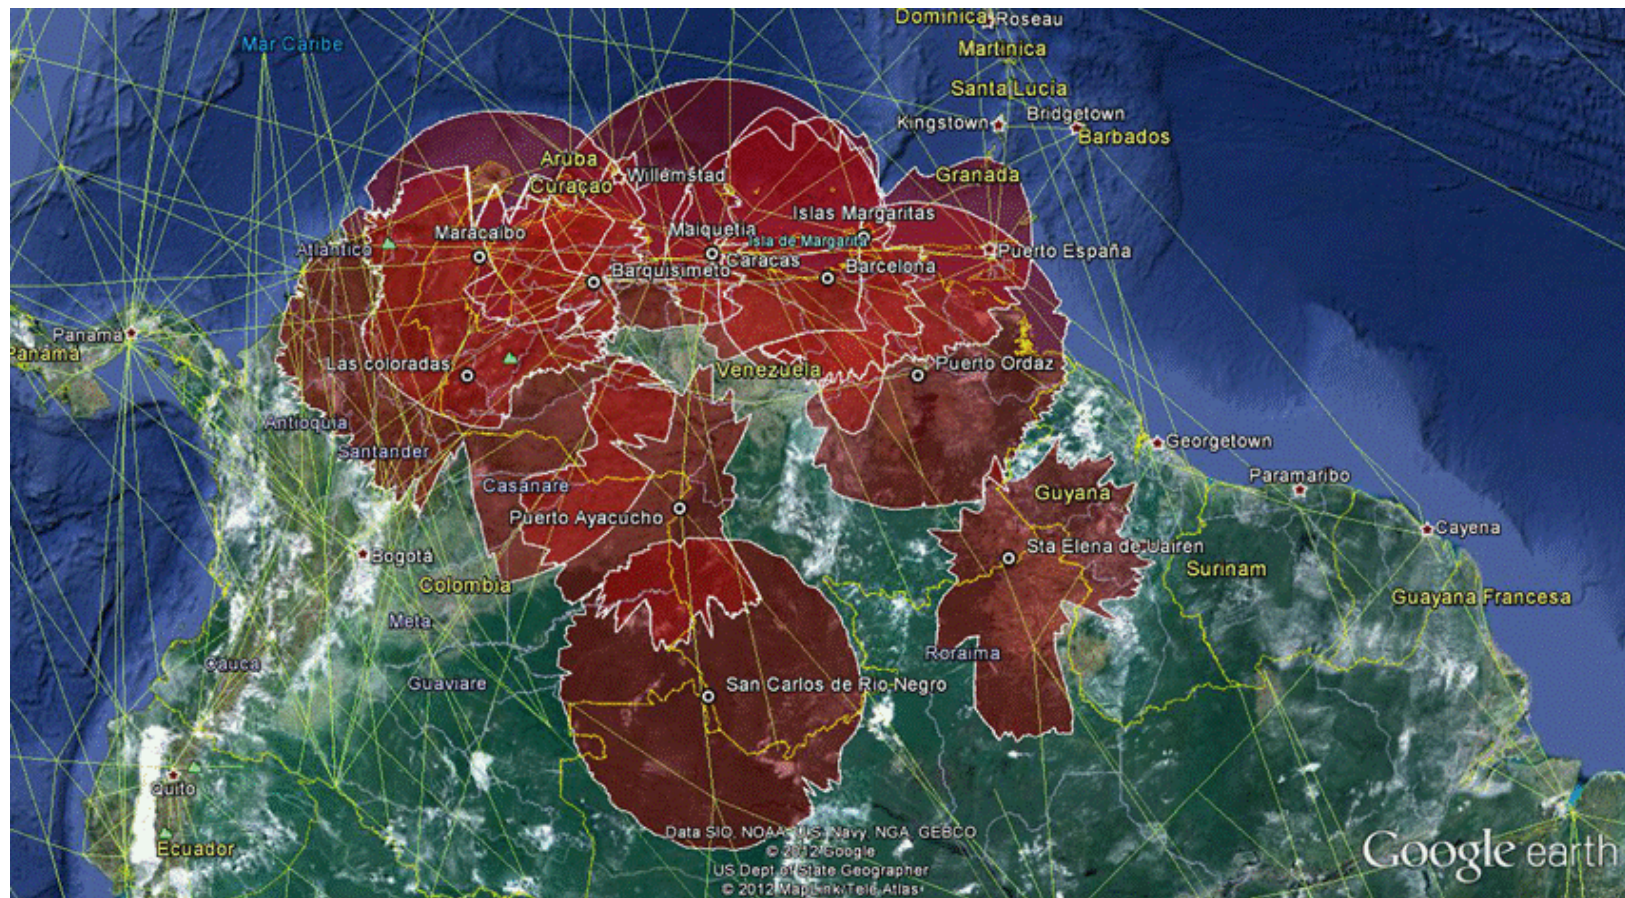 Dominica
Roseau
Mar Caribe
Martinica
Santa Lucia
Bridgetown
Kingstown
Barbados
Aruba
Willemstad
Granada
Curaçao
Islas Margaritas
Maiquetia
Maracaibo
Isla de Margarita
Atlántico
Puerto España
Caracas
Barquisimeto
Barcelona
Panamá
Panamá
Las coloradas
Venezuela
Puerto Ordaz
Antioquia
Santander
Georgetown
Paramaribo
Casanare
Guyana
Puerto Ayacucho
Cayena
Sta Elena de Uairen
Bogotá
Surinam
Colombia
Guayana Francesa
Meta
Roraima
Cauca
Guaviare
San Carlos de Rio Negro
Quito
Ecuador
Data SIO, NOAA, U.S. Navy, NGA, GEBCO
© 2012 Google
US Dept of State Geographer
© 2012 MapLink/Tele Atlas
Google earth